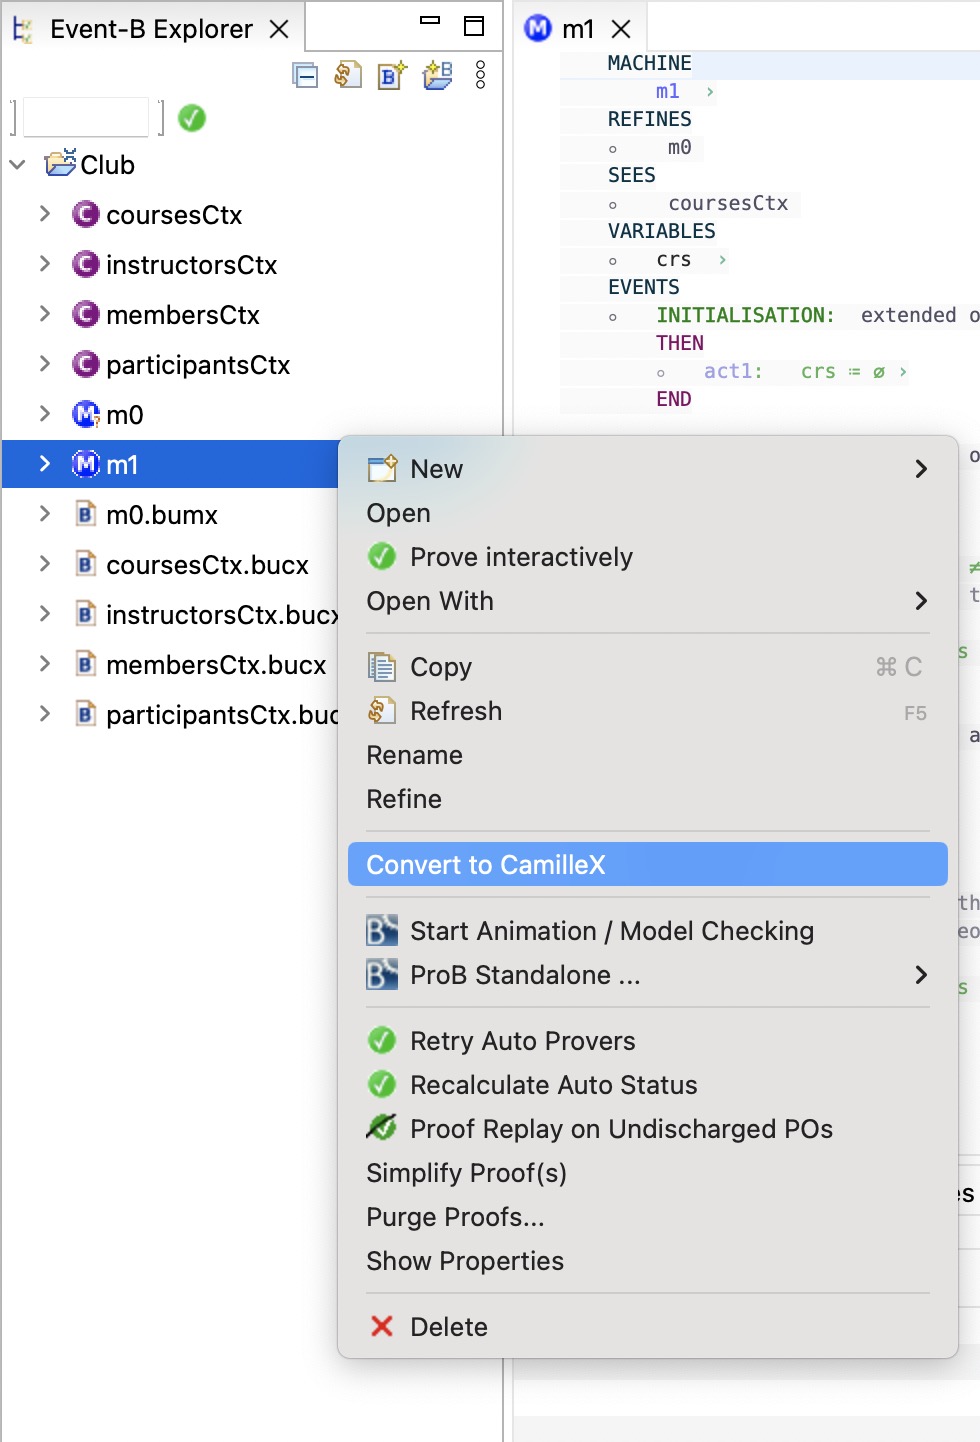 Event-B Explorer
m1
MACHINE
m1
REFINES
m0
SEES
coursesCtx
VARIABLES
crs
EVENTS
INITIALISATION: extended o
THEN
act1: crs ≔ ∅
END
Club
coursesCtx
instructorsCtx
membersCtx
participantsCtx
m0
m1
m0.bumx
coursesCtx.bucx
instructorsCtx.bucx
membersCtx.bucx
participantsCtx.buc
New
Open
Prove interactively
Open With
Copy ⌘ C
Refresh F5
Rename
Refine
Convert to CamilleX
Start Animation / Model Checking
ProB Standalone ...
Retry Auto Provers
Recalculate Auto Status
Proof Replay on Undischarged POs
Simplify Proof(s)
Purge Proofs...
Show Properties
Delete
o
≠
t
s
a
th
eo
s
es